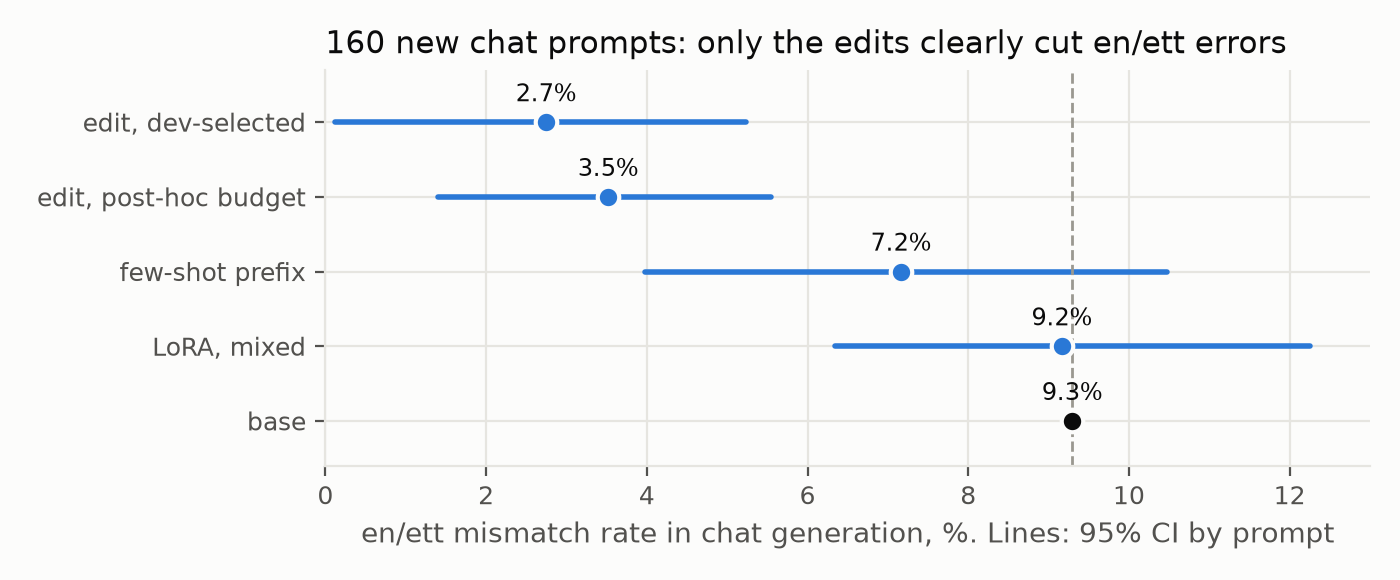 160 new chat prompts: only the edits clearly cut en/ett errors
2.7%
edit, dev-selected
3.5%
edit, post-hoc budget
7.2%
few-shot prefix
9.2%
LoRA, mixed
9.3%
base
0 2 4 6 8 10 12
en/ett mismatch rate in chat generation, %. Lines: 95% CI by prompt